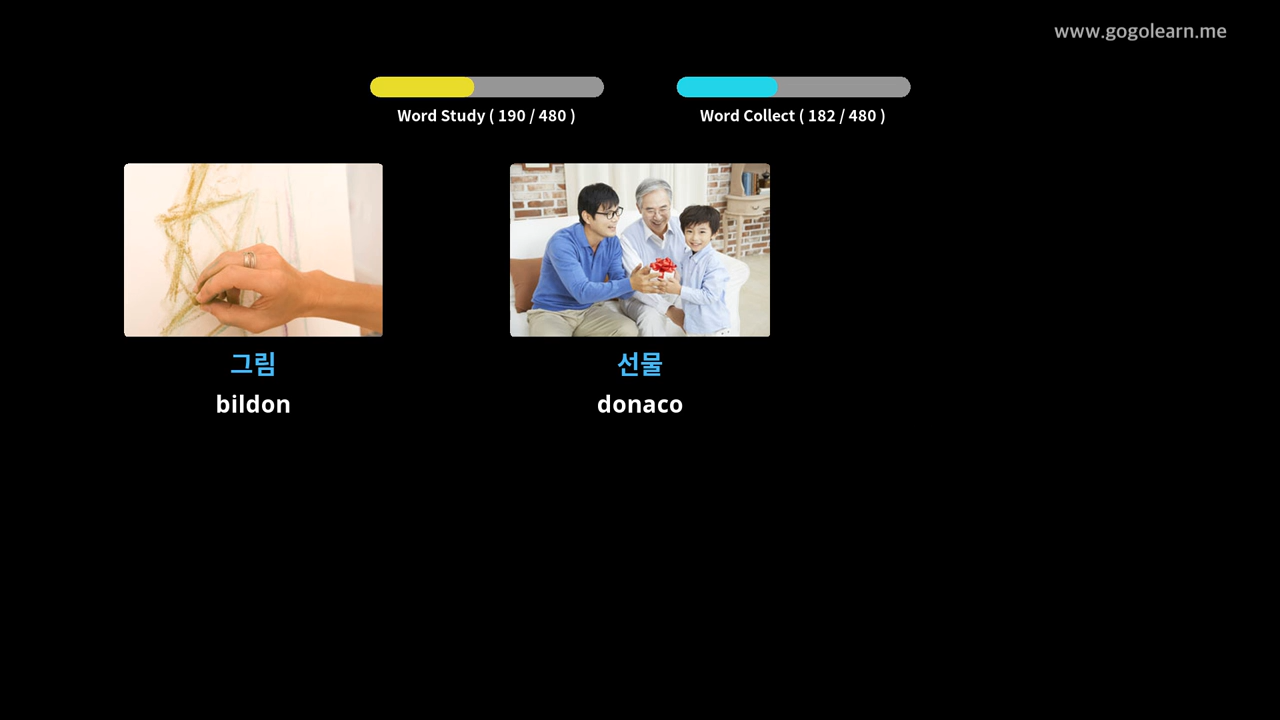 www.gogolearn.me
Word Study ( 190 / 480 )
Word Collect ( 182 / 480 )
그림
bildon
선물
donaco